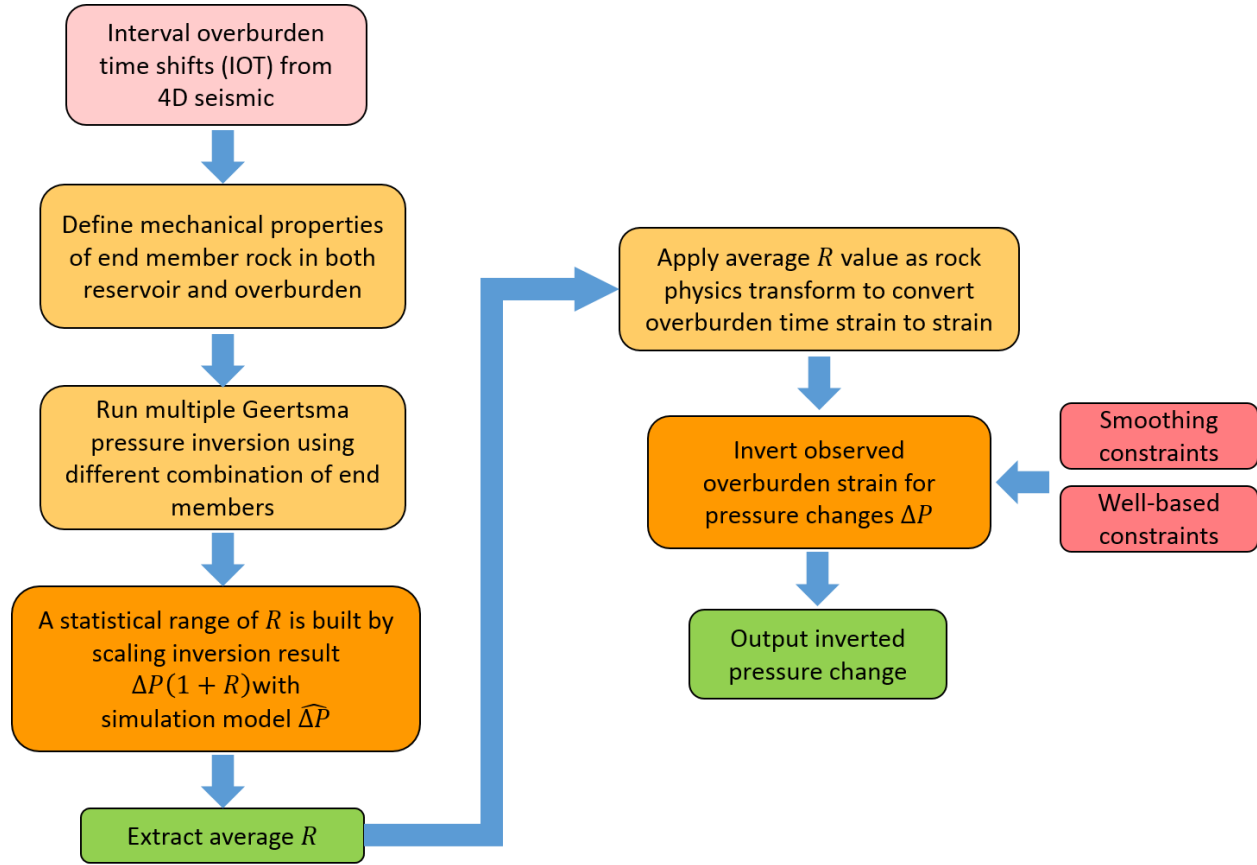 Interval overburden
time shifts (IOT) from
4D seismic
Define mechanical properties
of end member rock in both
reservoir and overburden
Run multiple Geertsma
pressure inversion using
different combination of end
members
A statistical range of R is built by
scaling inversion result
ΔP(1 + R)with
simulation model \widehat{ΔP}
Extract average R
Apply average R value as rock
physics transform to convert
overburden time strain to strain
Invert observed
overburden strain for
pressure changes ΔP
Smoothing
constraints
Well-based
constraints
Output inverted
pressure change